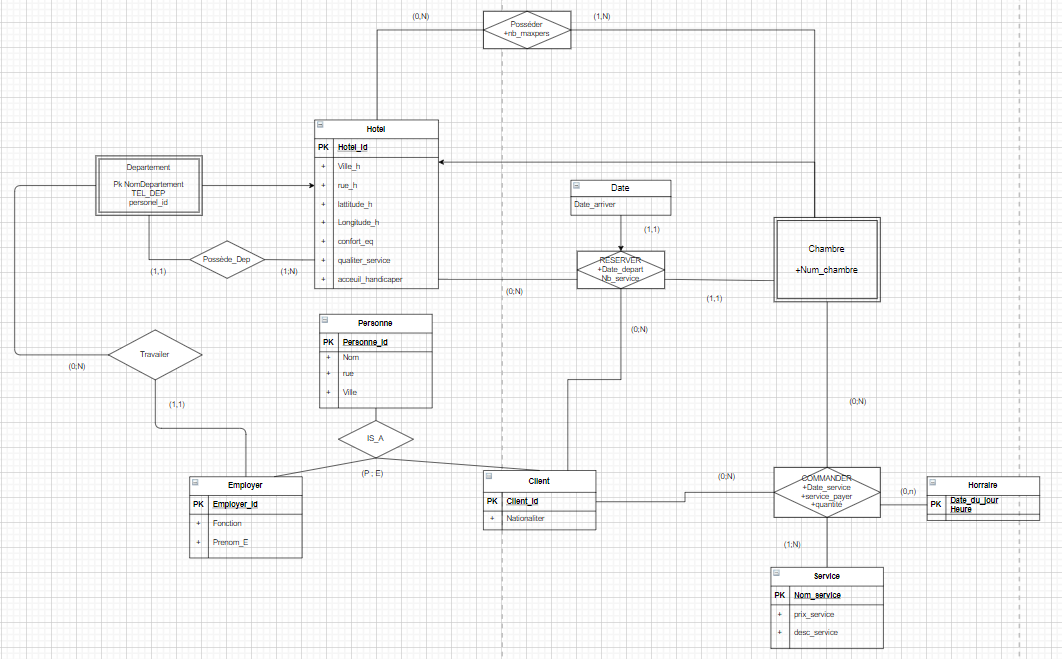 (0;N)
Posséder
+nb_maxpers
(1,N)
Hotel
PK Hotel_id
+ Ville_h
+ rue_h
+ lattitude_h
+ Longitude_h
+ confort_eq
+ qualiter_service
+ acceuil_handicaper
Departement
Pk NomDepartement
TEL_DEP
personel_id
Possède_Dep
(1,1)
(1;N)
Date
Date_arriver
(1,1)
RESERVER
+Date_depart
Nb_service
(0;N)
(1,1)
(0;N)
Chambre
+Num_chambre
Personne
PK Personne_id
+ Nom
+ rue
+ Ville
Travailer
(0;N)
(1,1)
IS_A
(P ; E)
(0;N)
Employer
PK Employer_id
+ Fonction
+ Prenom_E
Client
PK Client_id
+ Nationaliter
(0;N)
COMMANDER
+Date_service
+service_payer
+quantité
(0,n)
Horraire
PK Date_du_jour
Heure
(1;N)
Service
PK Nom_service
+ prix_service
+ desc_service